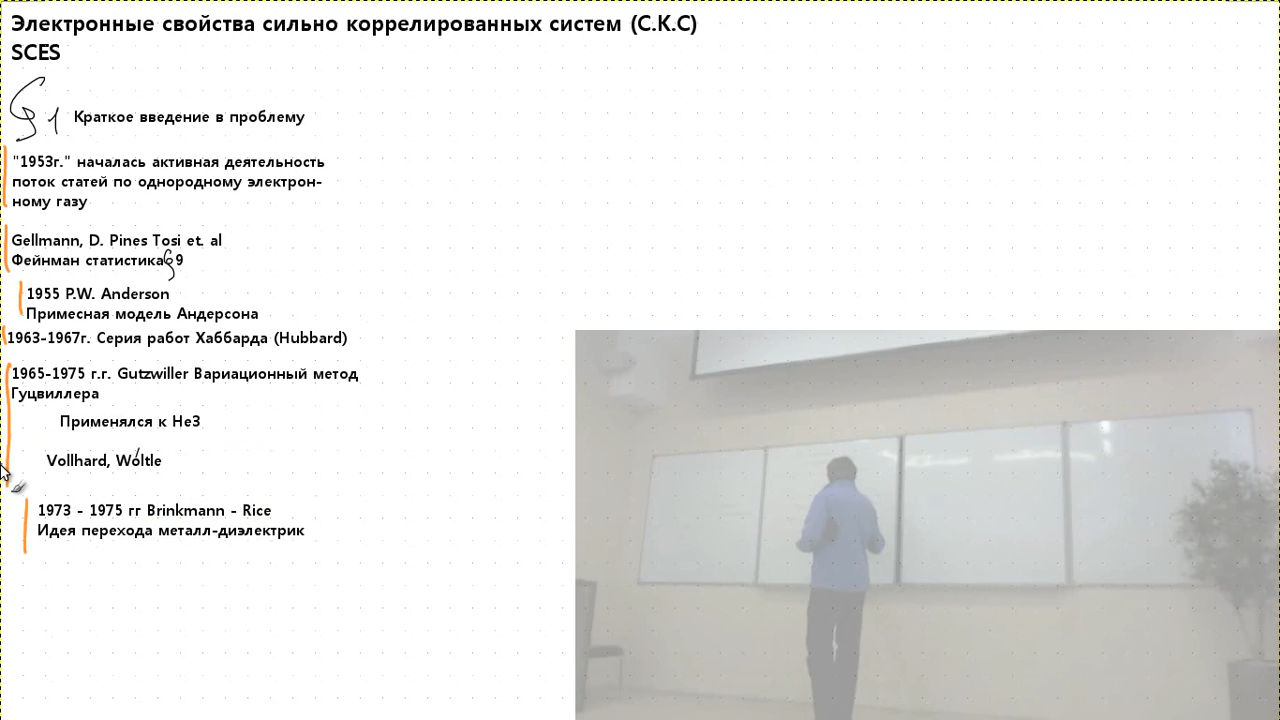 Электронные свойства сильно коррелированных систем (С.К.С)
SCES
§ 1 Краткое введение в проблему
"1953г." началась активная деятельность
поток статей по однородному электрон-
ному газу
Gellmann, D. Pines Tosi et. al
Фейнман статистика § 9
1955 P.W. Anderson
Примесная модель Андерсона
1963-1967г. Серия работ Хаббарда (Hubbard)
1965-1975 г.г. Gutzwiller Вариационный метод
Гуцвиллера
Применялся к He3
Vollhard, Woltle
1973 - 1975 гг Brinkmann - Rice
Идея перехода металл-диэлектрик